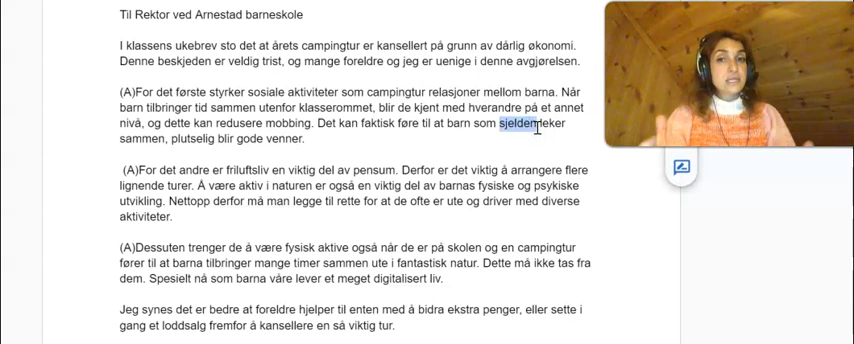 Til Rektor ved Arnestad barneskole
I klassens ukebrev sto det at årets campingtur er kansellert på grunn av dårlig økonomi.
Denne beskjeden er veldig trist, og mange foreldre og jeg er uenige i denne avgjørelsen.
(A)For det første styrker sosiale aktiviteter som campingtur relasjoner mellom barna. Når
barn tilbringer tid sammen utenfor klasserommet, blir de kjent med hverandre på et annet
nivå, og dette kan redusere mobbing. Det kan faktisk føre til at barn som sjelden leker
sammen, plutselig blir gode venner.
(A)For det andre er friluftsliv en viktig del av pensum. Derfor er det viktig å arrangere flere
lignende turer. Å være aktiv i naturen er også en viktig del av barnas fysiske og psykiske
utvikling. Nettopp derfor må man legge til rette for at de ofte er ute og driver med diverse
aktiviteter.
(A)Dessuten trenger de å være fysisk aktive også når de er på skolen og en campingtur
fører til at barna tilbringer mange timer sammen ute i fantastisk natur. Dette må ikke tas fra
dem. Spesielt nå som barna våre lever et meget digitalisert liv.
Jeg synes det er bedre at foreldre hjelper til enten med å bidra ekstra penger, eller sette i
gang et loddsalg fremfor å kansellere en så viktig tur.